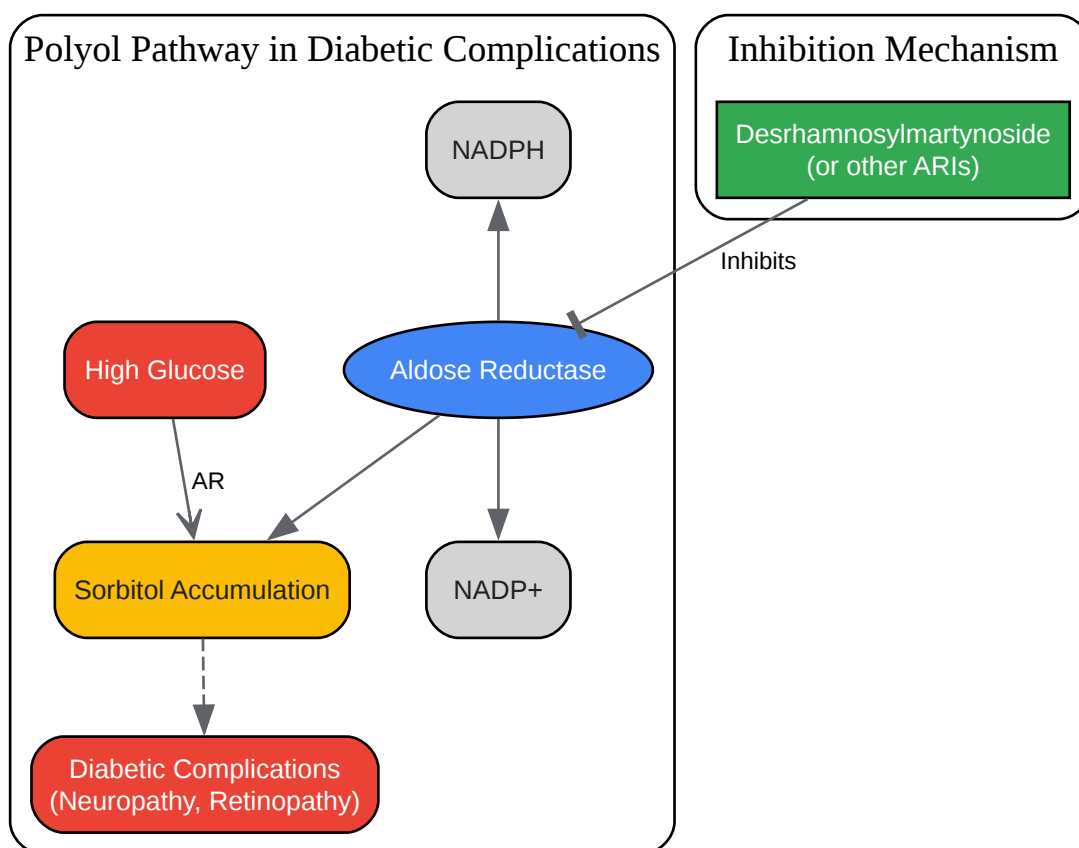 Polyol Pathway in Diabetic Complications
Inhibition Mechanism
NADPH
Desrhamnosylmartynoside
(or other ARIs)
Inhibits
High Glucose
Aldose Reductase
AR
Sorbitol Accumulation
NADP+
Diabetic Complications
(Neuropathy, Retinopathy)